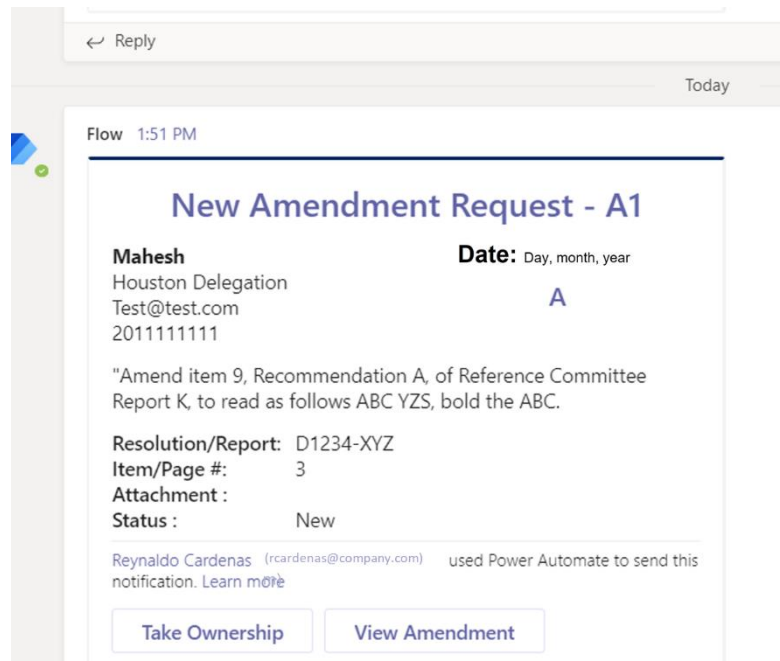 Reply
Today
Flow 1:51 PM
New Amendment Request - A1
Mahesh
Date: Day, month, year
Houston Delegation
A
Test@test.com
2011111111
"Amend item 9, Recommendation A, of Reference Committee
Report K, to read as follows ABC YZS, bold the ABC.
Resolution/Report: D1234-XYZ
Item/Page #: 3
Attachment :
Status : New
Reynaldo Cardenas (rcardenas@company.com) used Power Automate to send this
notification. Learn more
Take Ownership View Amendment